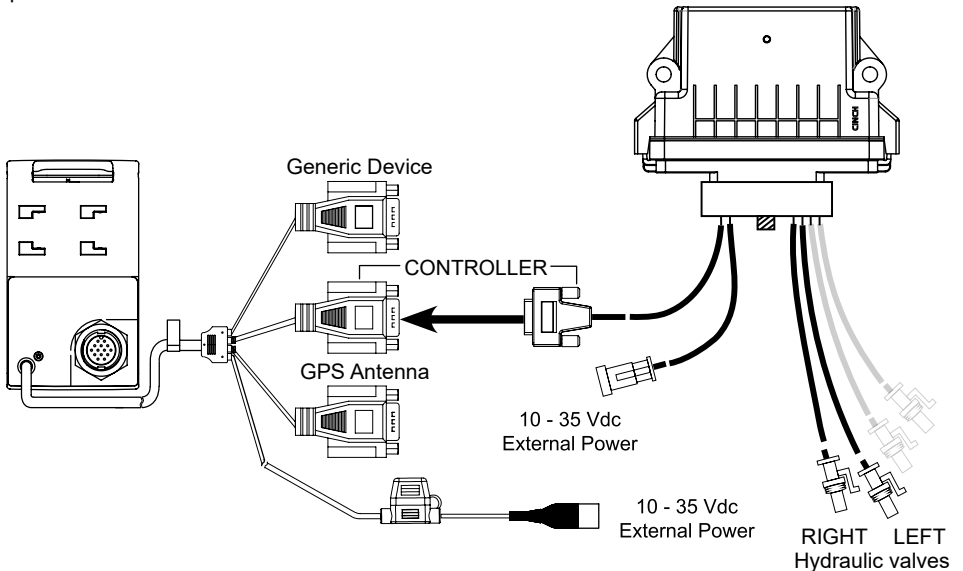 CINCH
Generic Device
CONTROLLER
GPS Antenna
10 - 35 Vdc
External Power
10 - 35 Vdc
External Power
RIGHT LEFT
Hydraulic valves